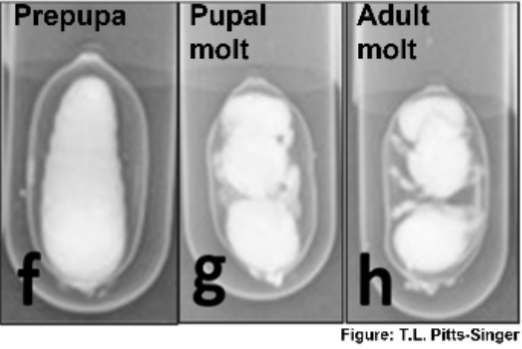 Prepupa
Pupal
molt
Adult
molt
f
g
h
Figure: T.L. Pitts-Singer